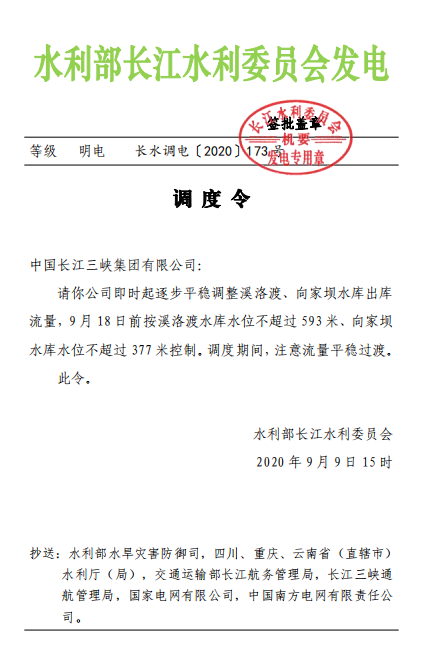 水利部长江水利委员会发电
长江水利委员会
签批盖章
机要
发电专用章
等级 明电 长水调电〔2020〕173号
调度令
中国长江三峡集团有限公司：
请你公司即时起逐步平稳调整溪洛渡、向家坝水库出库
流量，9月18日前按溪洛渡水库水位不超过593米、向家坝
水库水位不超过377米控制。调度期间，注意流量平稳过渡。
此令。
水利部长江水利委员会
2020年9月9日15时
抄送：水利部水旱灾害防御司，四川、重庆、云南省（直辖市）
水利厅（局），交通运输部长江航务管理局，长江三峡通
航管理局，国家电网有限公司，中国南方电网有限责任公
司。